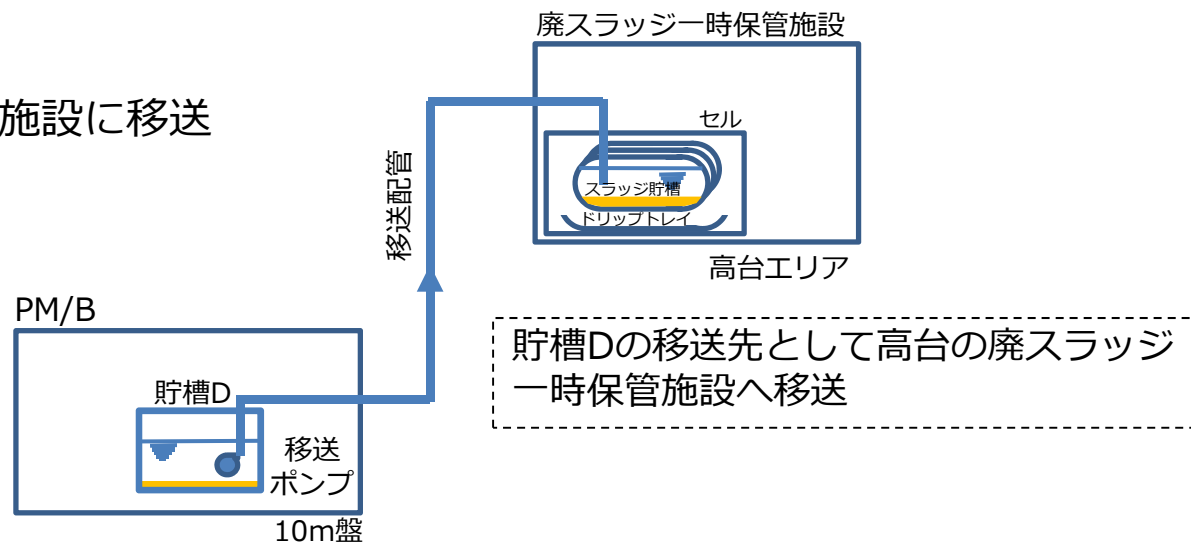 廃スラッジ一時保管施設
施設に移送
セル
移送配管
スラッジ貯槽
ドリップトレイ
高台エリア
PM/B
貯槽Dの移送先として高台の廃スラッジ
一時保管施設へ移送
貯槽D
移送
ポンプ
10m盤